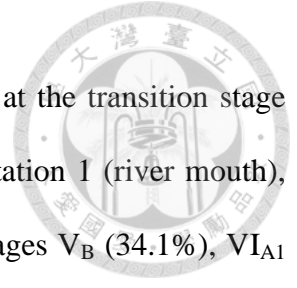 at the transition stage
tation 1 (river mouth),
ages V_B (34.1%), VI_A1